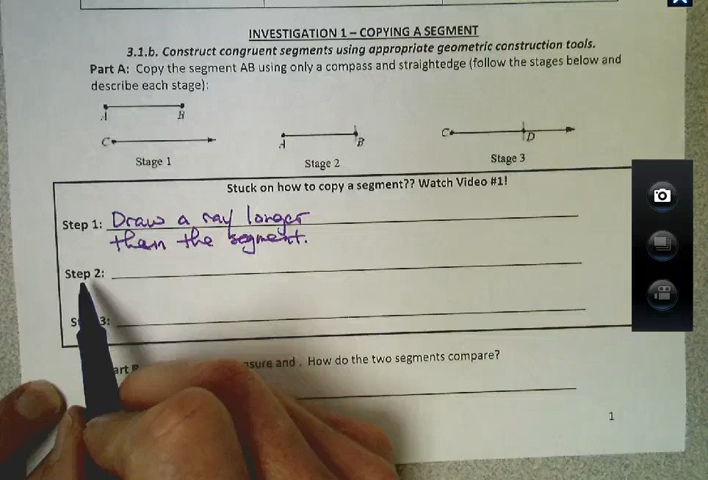 INVESTIGATION 1 – COPYING A SEGMENT
3.1.b. Construct congruent segments using appropriate geometric construction tools.
Part A: Copy the segment AB using only a compass and straightedge (follow the stages below and
describe each stage):
A B
C
Stage 1
A B
Stage 2
C D
Stage 3
Stuck on how to copy a segment?? Watch Video #1!
Step 1: Draw a ray longer
than the segment.
Step 2:
3:
and . How do the two segments compare?
1